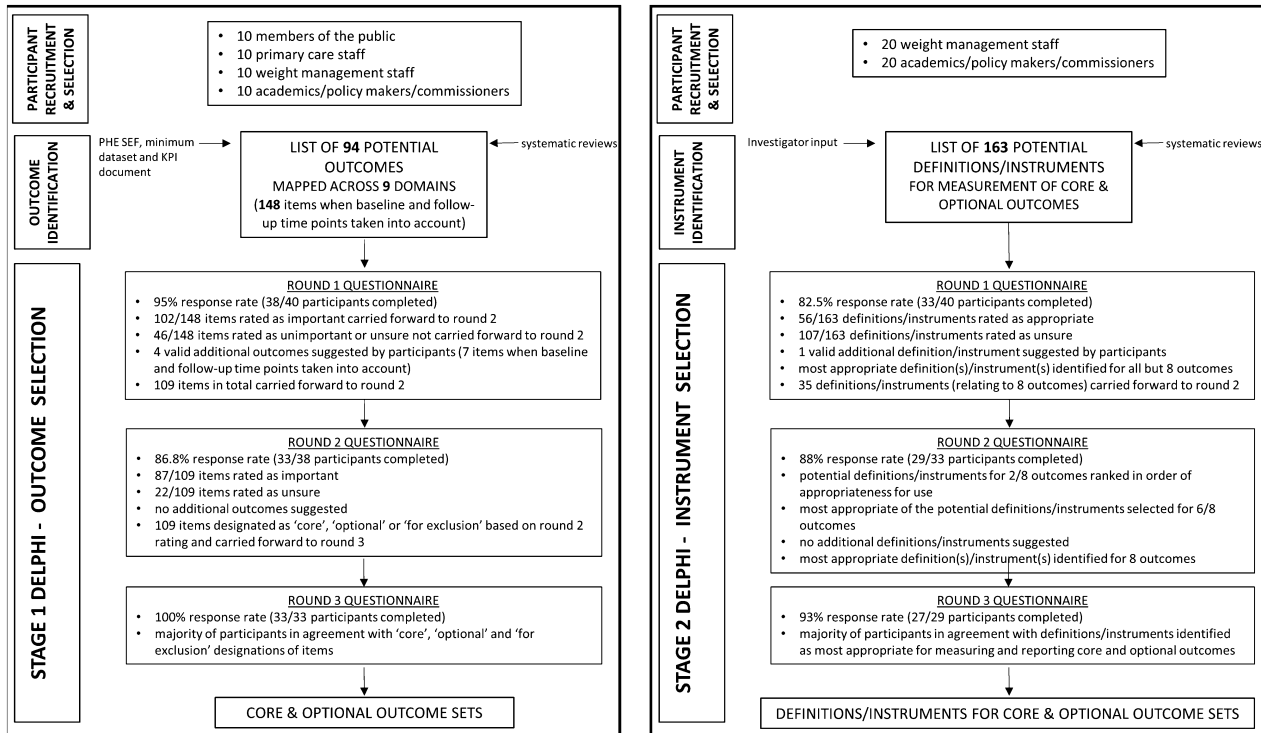 PARTICIPANT
RECRUITMENT
& SELECTION
• 10 members of the public
• 10 primary care staff
• 10 weight management staff
• 10 academics/policy makers/commissioners
OUTCOME
IDENTIFICATION
PHE SEF, minimum
dataset and KPI
document
LIST OF 94 POTENTIAL
OUTCOMES
MAPPED ACROSS 9 DOMAINS
(148 items when baseline and follow-
up time points taken into account)
systematic reviews
STAGE 1 DELPHI - OUTCOME SELECTION
ROUND 1 QUESTIONNAIRE
• 95% response rate (38/40 participants completed)
• 102/148 items rated as important carried forward to round 2
• 46/148 items rated as unimportant or unsure not carried forward to round 2
• 4 valid additional outcomes suggested by participants (7 items when baseline
and follow-up time points taken into account)
• 109 items in total carried forward to round 2
ROUND 2 QUESTIONNAIRE
• 86.8% response rate (33/38 participants completed)
• 87/109 items rated as important
• 22/109 items rated as unsure
• no additional outcomes suggested
• 109 items designated as ‘core’, ‘optional’ or ‘for exclusion’ based on round 2
rating and carried forward to round 3
ROUND 3 QUESTIONNAIRE
• 100% response rate (33/33 participants completed)
• majority of participants in agreement with ‘core’, ‘optional’ and ‘for
exclusion’ designations of items
CORE & OPTIONAL OUTCOME SETS
PARTICIPANT
RECRUITMENT
& SELECTION
• 20 weight management staff
• 20 academics/policy makers/commissioners
INSTRUMENT
IDENTIFICATION
Investigator input
LIST OF 163 POTENTIAL
DEFINITIONS/INSTRUMENTS
FOR MEASUREMENT OF CORE &
OPTIONAL OUTCOMES
systematic reviews
STAGE 2 DELPHI - INSTRUMENT SELECTION
ROUND 1 QUESTIONNAIRE
• 82.5% response rate (33/40 participants completed)
• 56/163 definitions/instruments rated as appropriate
• 107/163 definitions/instruments rated as unsure
• 1 valid additional definition/instrument suggested by participants
• most appropriate definition(s)/instrument(s) identified for all but 8 outcomes
• 35 definitions/instruments (relating to 8 outcomes) carried forward to round 2
ROUND 2 QUESTIONNAIRE
• 88% response rate (29/33 participants completed)
• potential definitions/instruments for 2/8 outcomes ranked in order of
appropriateness for use
• most appropriate of the potential definitions/instruments selected for 6/8
outcomes
• no additional definitions/instruments suggested
• most appropriate definition(s)/instrument(s) identified for 8 outcomes
ROUND 3 QUESTIONNAIRE
• 93% response rate (27/29 participants completed)
• majority of participants in agreement with definitions/instruments identified
as most appropriate for measuring and reporting core and optional outcomes
DEFINITIONS/INSTRUMENTS FOR CORE & OPTIONAL OUTCOME SETS